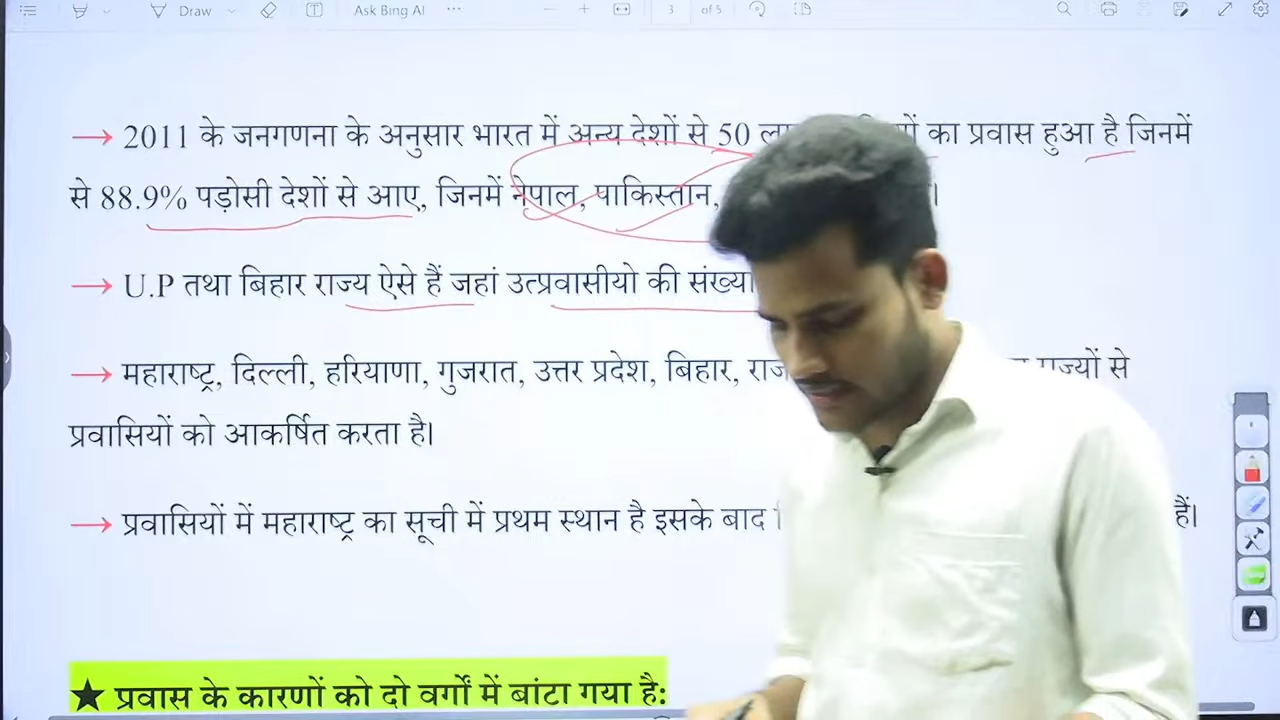 Draw
Ask Bing AI
3 of 5
→ 2011 के जनगणना के अनुसार भारत में अन्य देशों से 50 का प्रवास हुआ है जिनमें
से 88.9% पड़ोसी देशों से आए, जिनमें नेपाल, पाकिस्तान,
→ U.P तथा बिहार राज्य ऐसे हैं जहां उत्प्रवासीयो की संख्या
→ महाराष्ट्र, दिल्ली, हरियाणा, गुजरात, उत्तर प्रदेश, बिहार, राज्यों से
प्रवासियों को आकर्षित करता है।
→ प्रवासियों में महाराष्ट्र का सूची में प्रथम स्थान है इसके बाद हैं।
★ प्रवास के कारणों को दो वर्गों में बांटा गया है: